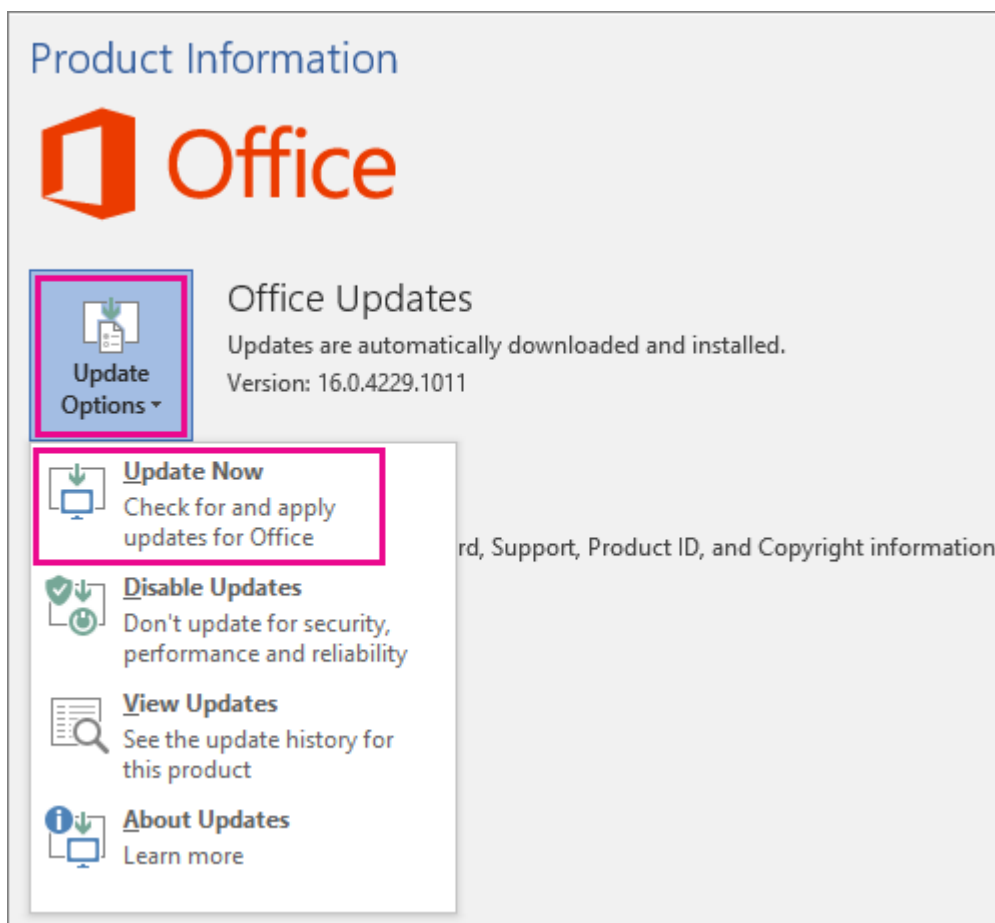 Product Information
Office
Update
Options
Office Updates
Updates are automatically downloaded and installed.
Version: 16.0.4229.1011
Update Now
Check for and apply
updates for Office
rd, Support, Product ID, and Copyright information
Disable Updates
Don't update for security,
performance and reliability
View Updates
See the update history for
this product
About Updates
Learn more